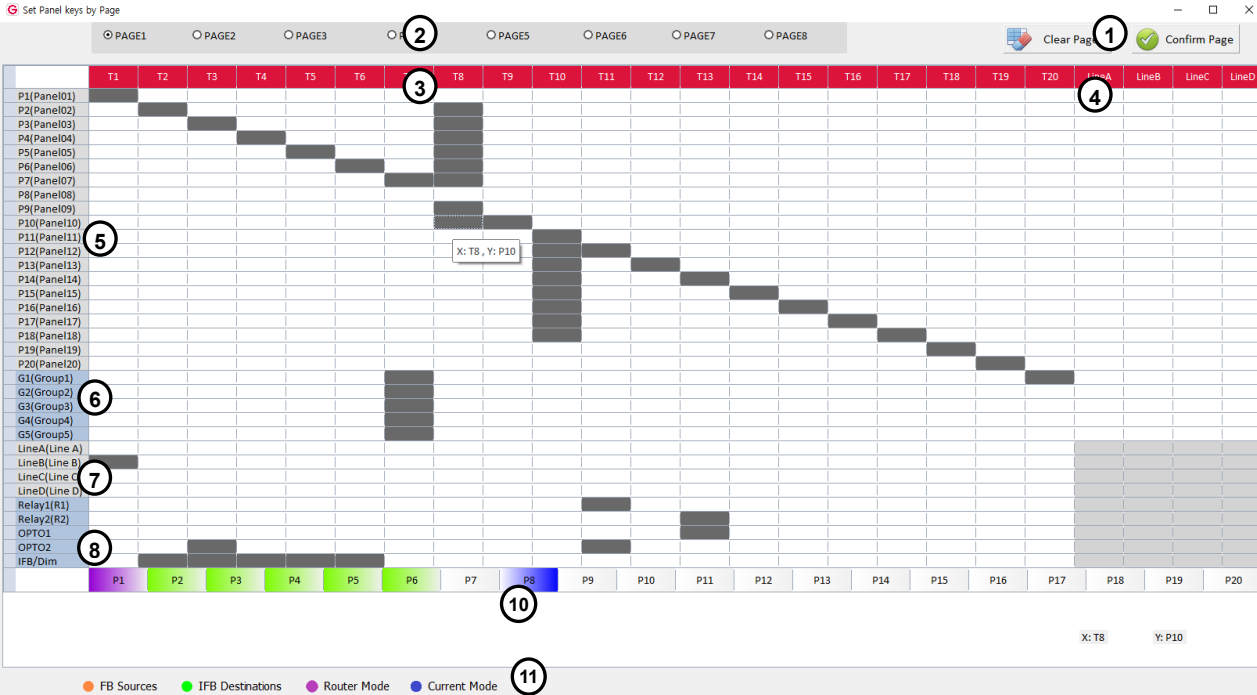 G Set Panel keys by Page
PAGE1 PAGE2 PAGE3 2 PAGE5 PAGE6 PAGE7 PAGE8 Clear Page 1 Confirm Page
T1 T2 T3 T4 T5 T6 T8 T9 T10 T11 T12 T13 T14 T15 T16 T17 T18 T19 T20 LineA LineB LineC LineD
3 4
P1(Panel01)
P2(Panel02)
P3(Panel03)
P4(Panel04)
P5(Panel05)
P6(Panel06)
P7(Panel07)
P8(Panel08)
P9(Panel09)
P10(Panel10)
P11(Panel11) 5
P12(Panel12) X: T8 , Y: P10
P13(Panel13)
P14(Panel14)
P15(Panel15)
P16(Panel16)
P17(Panel17)
P18(Panel18)
P19(Panel19)
P20(Panel20)
G1(Group1)
G2(Group2) 6
G3(Group3)
G4(Group4)
G5(Group5)
LineA(Line A)
LineB(Line B)
LineC(Line C 7
LineD(Line D)
Relay1(R1)
Relay2(R2)
OPTO1
OPTO2 8
IFB/Dim
P1 P2 P3 P4 P5 P6 P7 P8 P9 P10 P11 P12 P13 P14 P15 P16 P17 P18 P19 P20
10
X: T8 Y: P10
FB Sources IFB Destinations Router Mode Current Mode 11